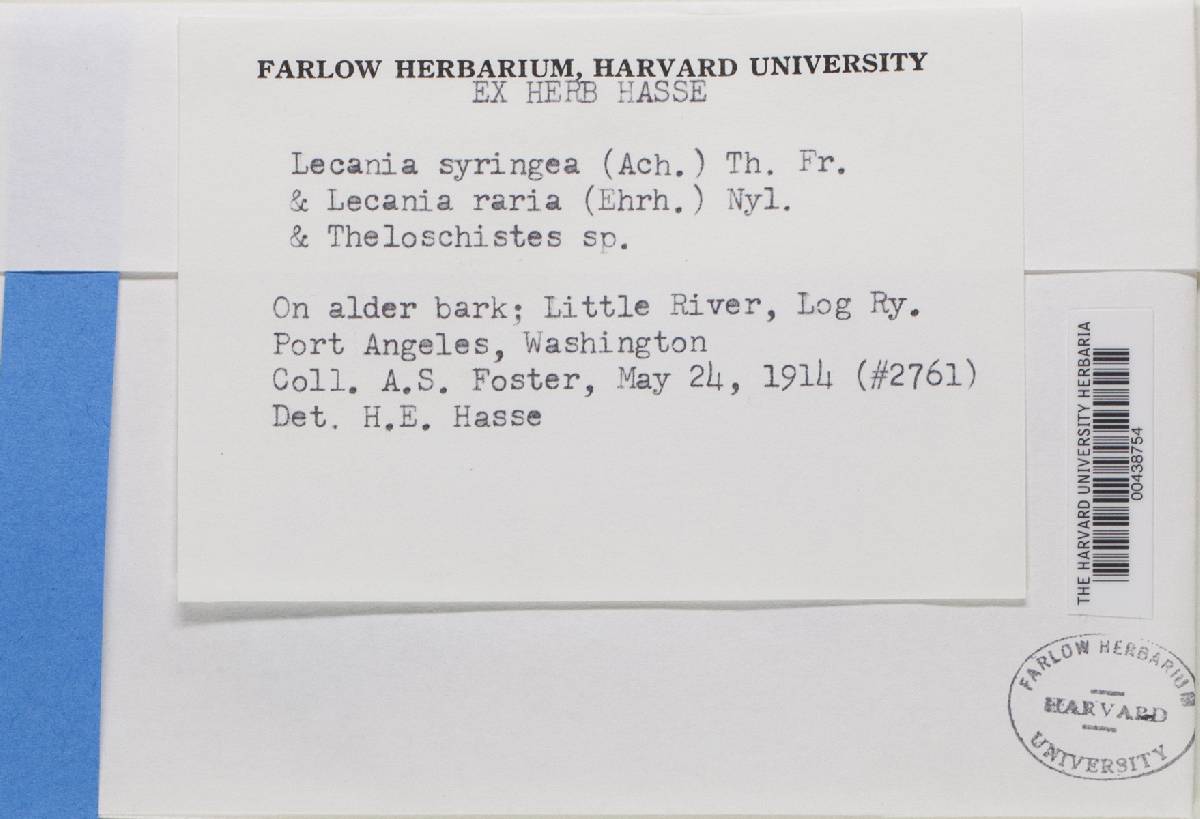 FARLOW HERBARIUM, HARVARD UNIVERSITY
EX HERB HASSE
Lecania syringea (Ach.) Th. Fr.
& Lecania raria (Ehrh.) Nyl.
& Theloschistes sp.
On alder bark; Little River, Log Ry.
Port Angeles, Washington
Coll. A.S. Foster, May 24, 1914 (#2761)
Det. H.E. Hasse
THE HARVARD UNIVERSITY HERBARIA
00438754
FARLOW HERBARIUM
HARVARD
UNIVERSITY